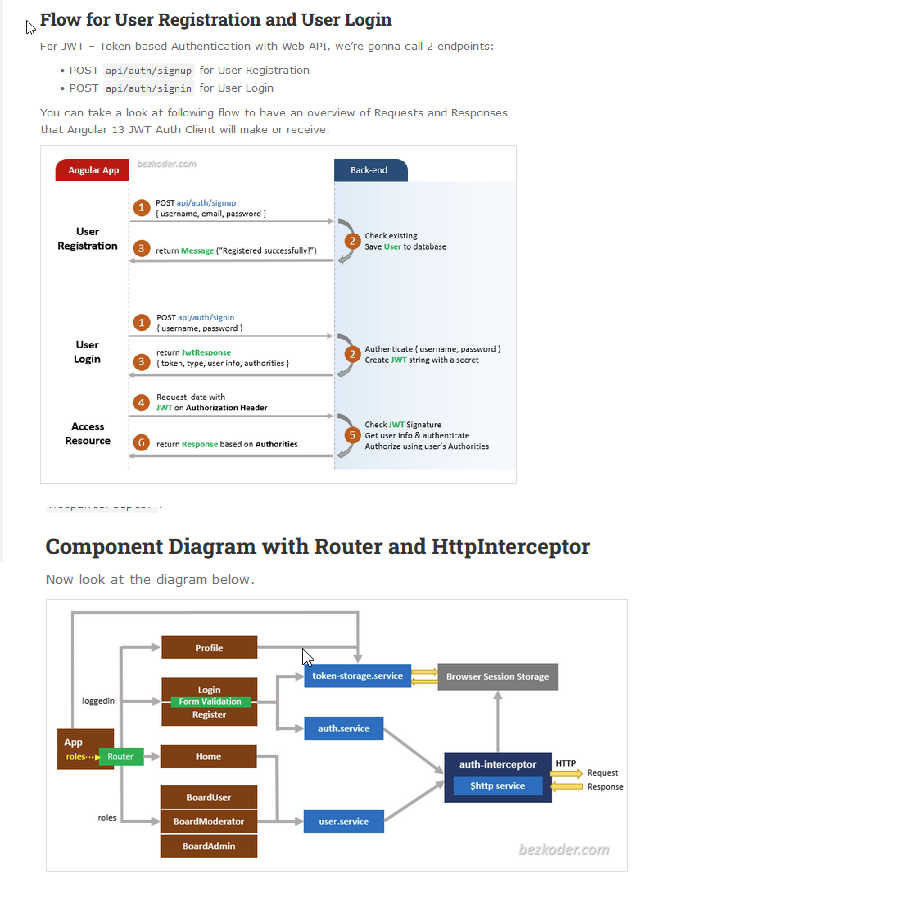 Flow for User Registration and User Login
For JWT – Token based Authentication with Web API, we're gonna call 2 endpoints:
• POST api/auth/signup for User Registration
• POST api/auth/signin for User Login
You can take a look at following flow to have an overview of Requests and Responses
that Angular 13 JWT Auth Client will make or receive.
Angular App
bezkoder.com
Back-end
User
Registration
1
POST api/auth/signup
{ username, email, password }
2
Check existing
Save User to database
3
return Message ("Registered successfully!")
User
Login
1
POST api/auth/signin
{ username, password }
2
Authenticate { username, password }
Create JWT string with a secret
3
return JwtResponse
{ token, type, user info, authorities }
Access
Resource
4
Request date with
JWT on Authorization Header
5
Check JWT Signature
Get user info & authenticate
Authorize using user's Authorities
6
return Response based on Authorities
Component Diagram with Router and HttpInterceptor
Now look at the diagram below.
Profile
token-storage.service
Browser Session Storage
loggedIn
Login
Form Validation
Register
auth.service
App
roles
Router
Home
auth-interceptor
$http service
HTTP
Request
Response
roles
BoardUser
BoardModerator
BoardAdmin
user.service
bezkoder.com